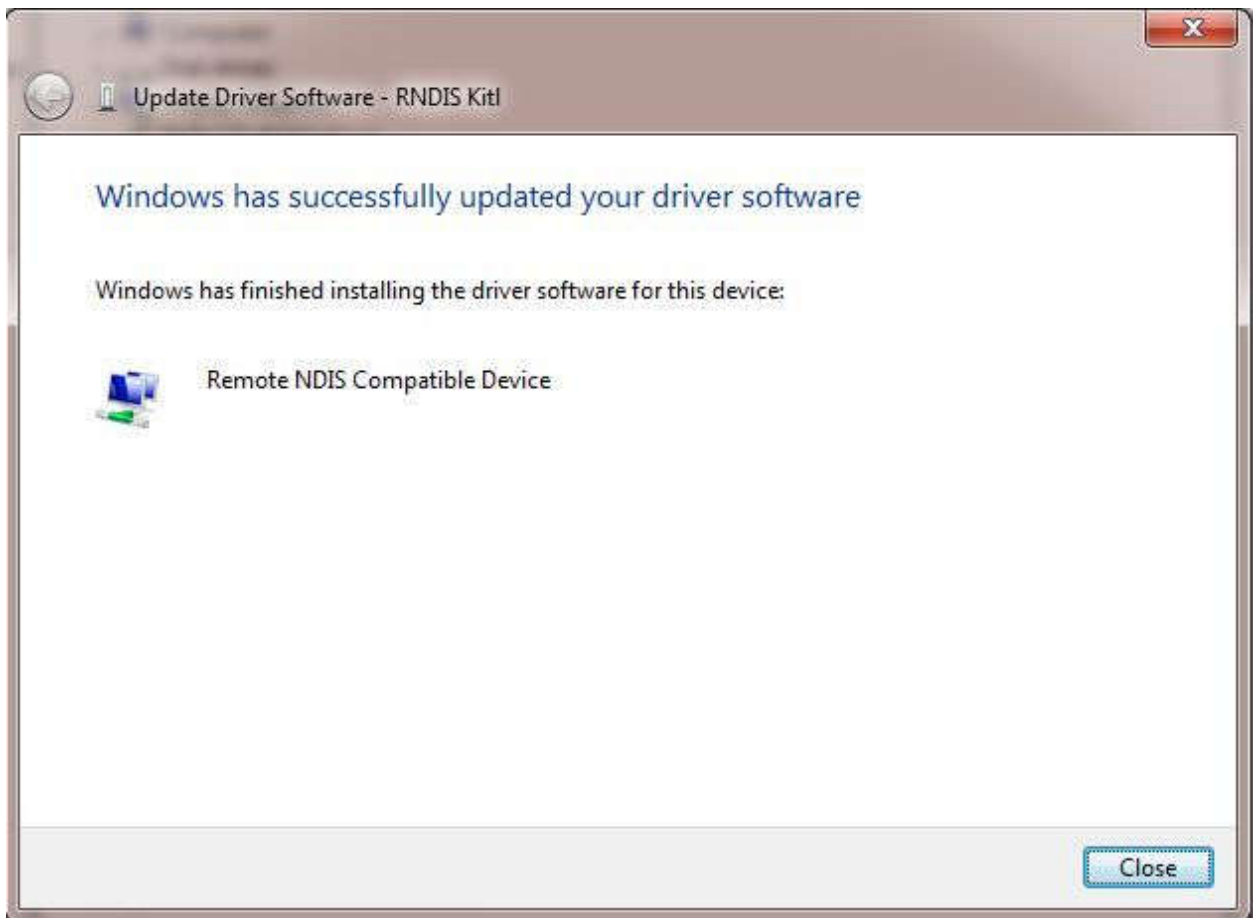 Update Driver Software - RNDIS Kitl
Windows has successfully updated your driver software
Windows has finished installing the driver software for this device:
Remote NDIS Compatible Device
Close